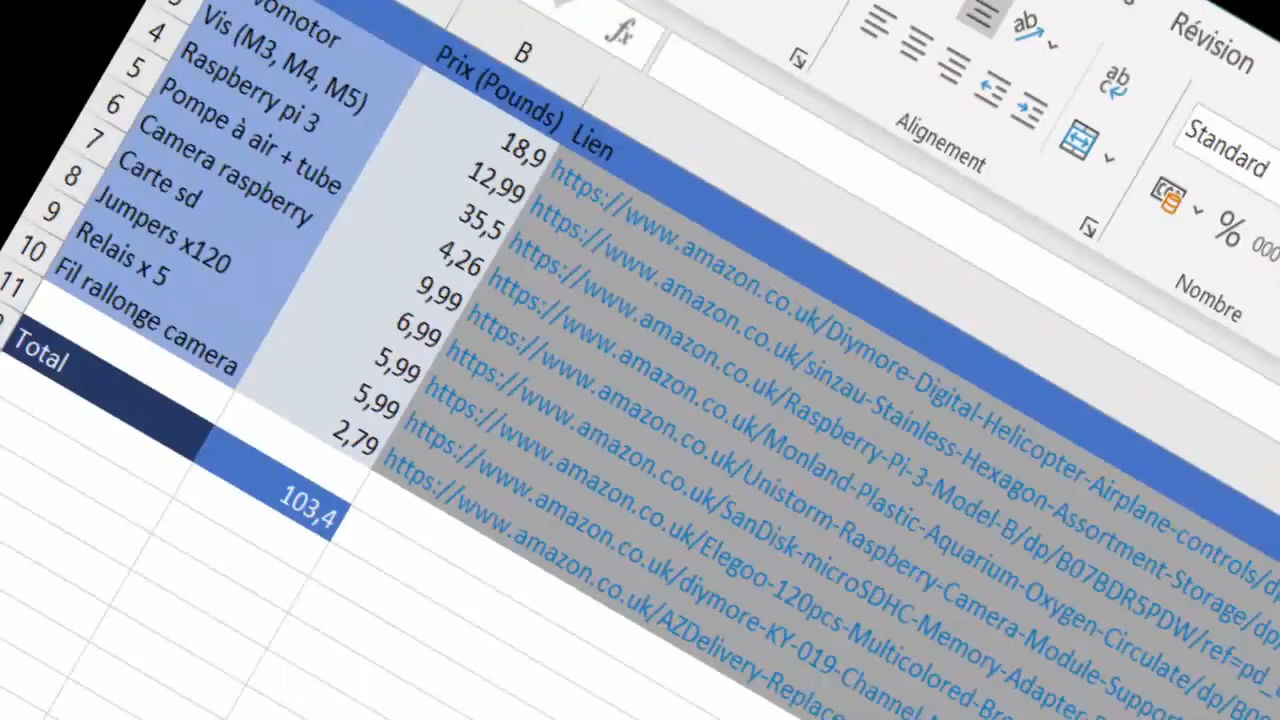 Révision
Standard
% 000
Alignement
Nombre
fx
B
Prix (Pounds) Lien
vomotor 18,9 https://www.amazon.co.uk/Diymore-Digital-Helicopter-Airplane-controls/dp
4 Vis (M3, M4, M5) 12,99 https://www.amazon.co.uk/sinzau-Stainless-Hexagon-Assortment-Storage/dp/
5 Raspberry pi 3 35,5 https://www.amazon.co.uk/Raspberry-Pi-3-Model-B/dp/B07BDR5PDW/ref=pd_
6 Pompe à air + tube 4,26 https://www.amazon.co.uk/Monland-Plastic-Aquarium-Oxygen-Circulate/dp/B0
7 Camera raspberry 9,99 https://www.amazon.co.uk/Unistorm-Raspberry-Camera-Module-Suppor
8 Carte sd 6,99 https://www.amazon.co.uk/SanDisk-microSDHC-Memory-Adapter
9 Jumpers x120 5,99 https://www.amazon.co.uk/Elegoo-120pcs-Multicolored-Bre
10 Relais x 5 5,99 https://www.amazon.co.uk/diymore-KY-019-Channel
11 Fil rallonge camera 2,79 https://www.amazon.co.uk/AZDelivery-Replace
Total 103,4